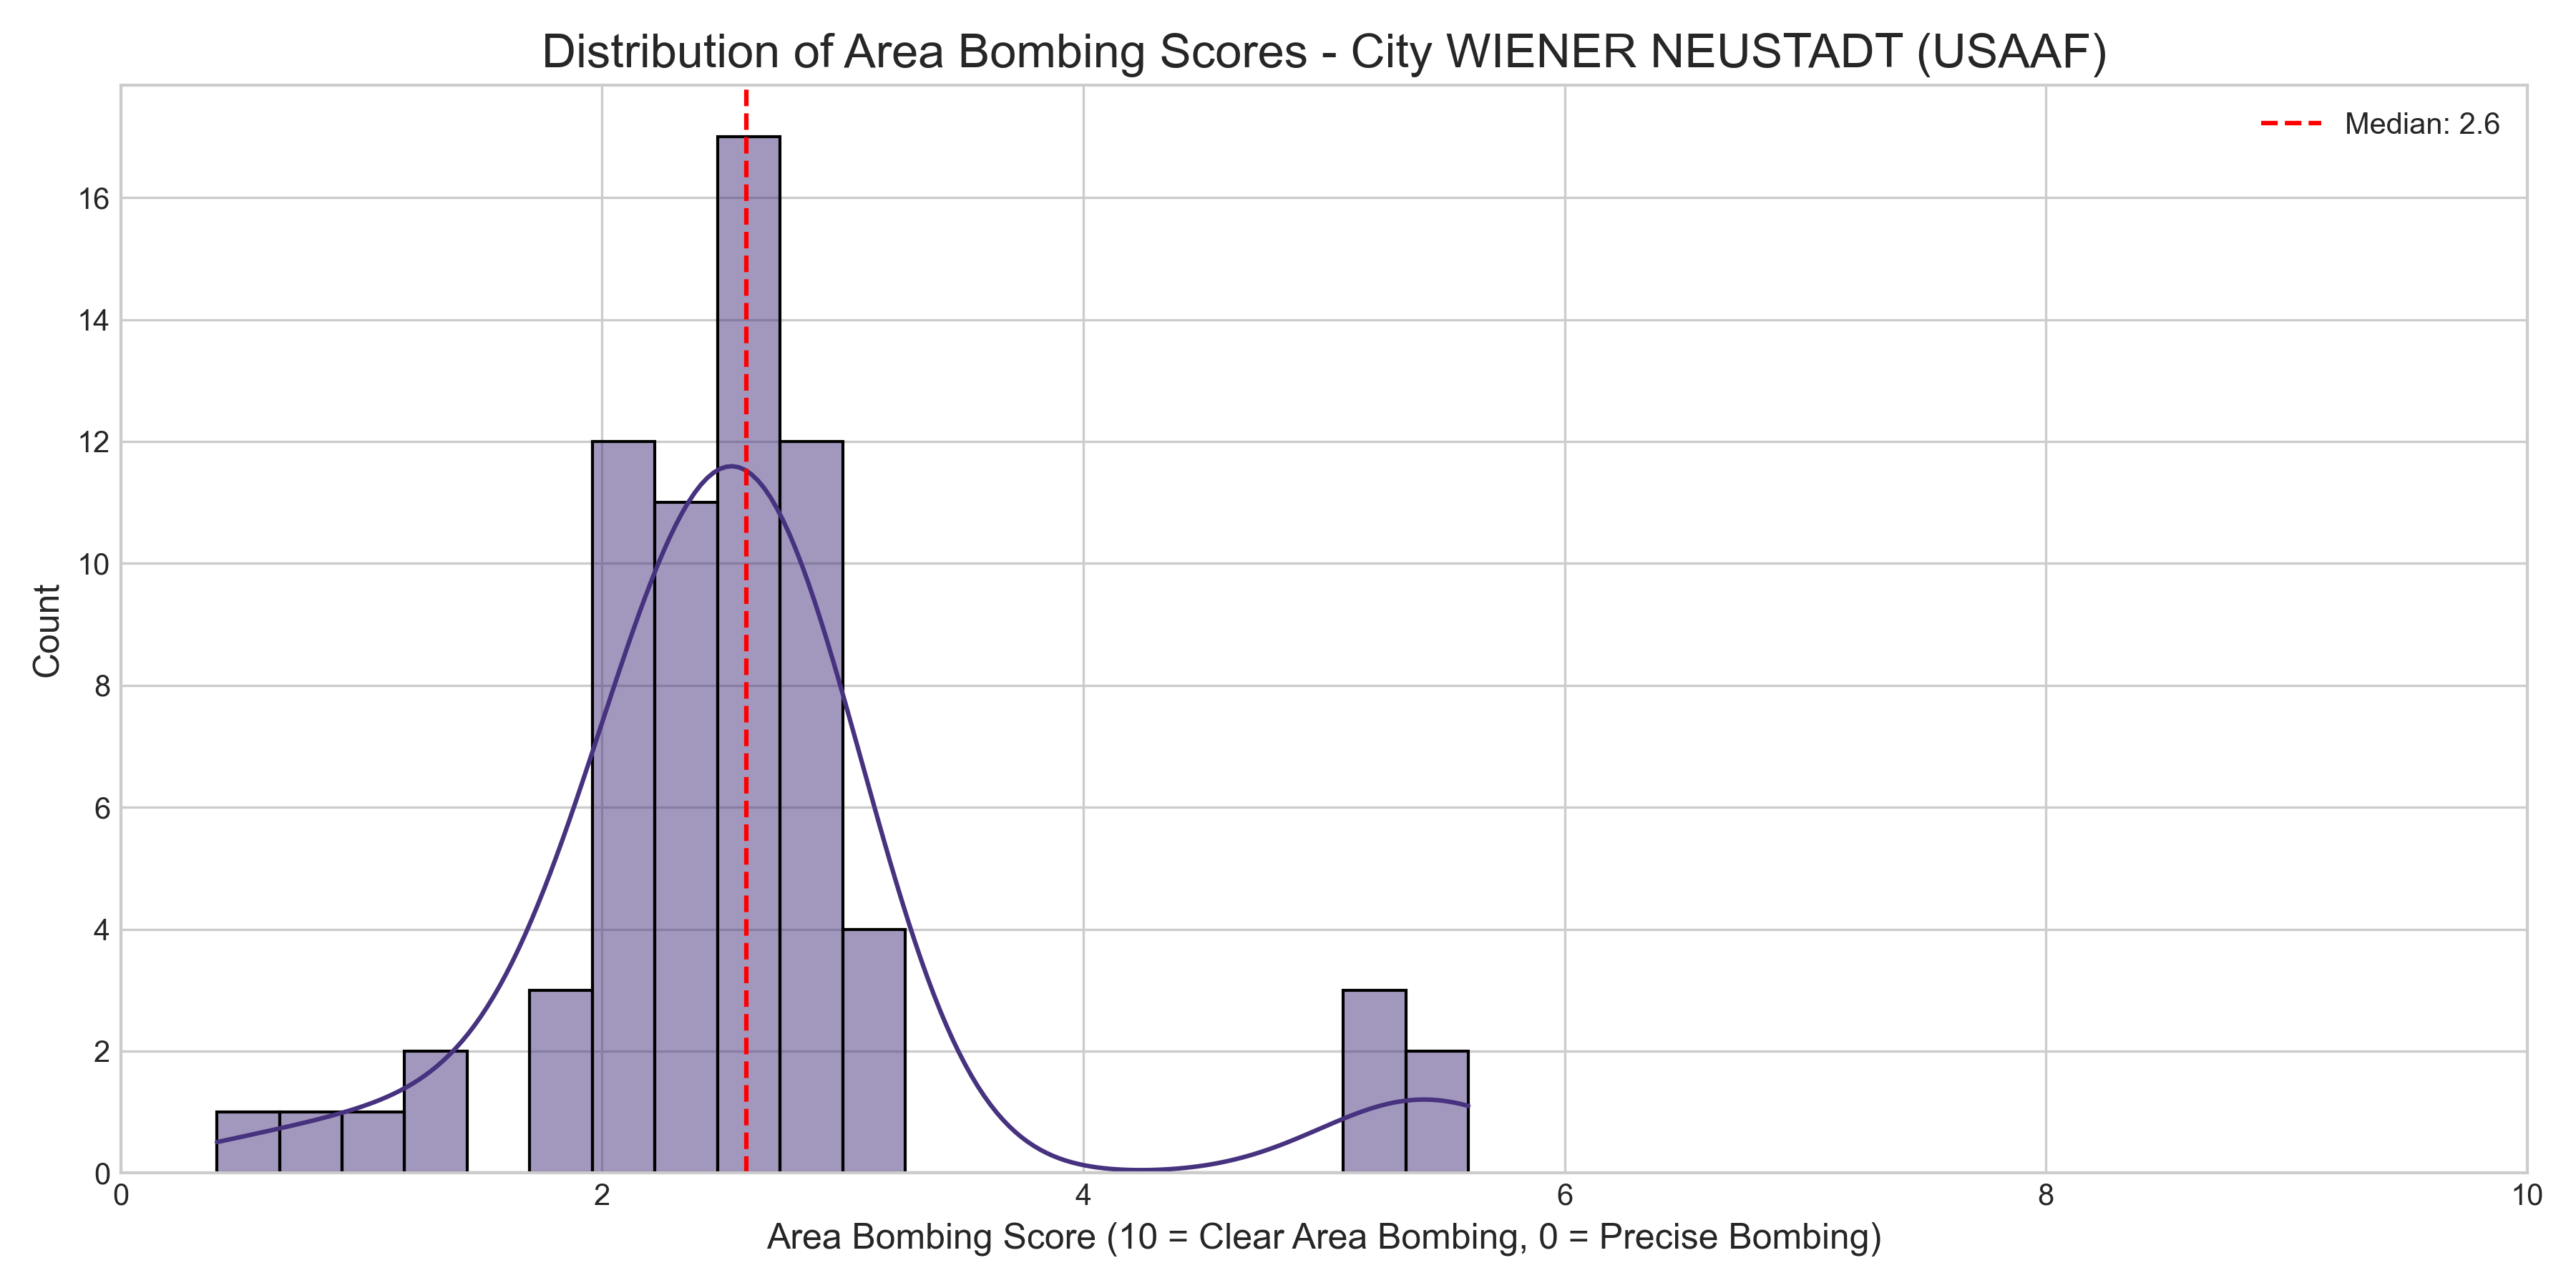 Distribution of Area Bombing Scores - City WIENER NEUSTADT (USAAF)
Median: 2.6
16
14
12
10
8
6
4
2
0
Count
0 2 4 6 8 10
Area Bombing Score (10 = Clear Area Bombing, 0 = Precise Bombing)